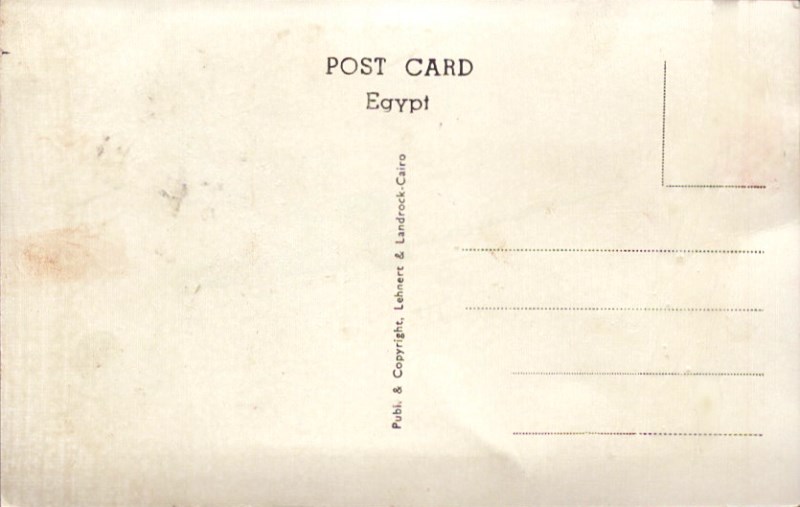 POST CARD
Egypt
Publ. & Copyright, Lehnert & Landrock-Cairo